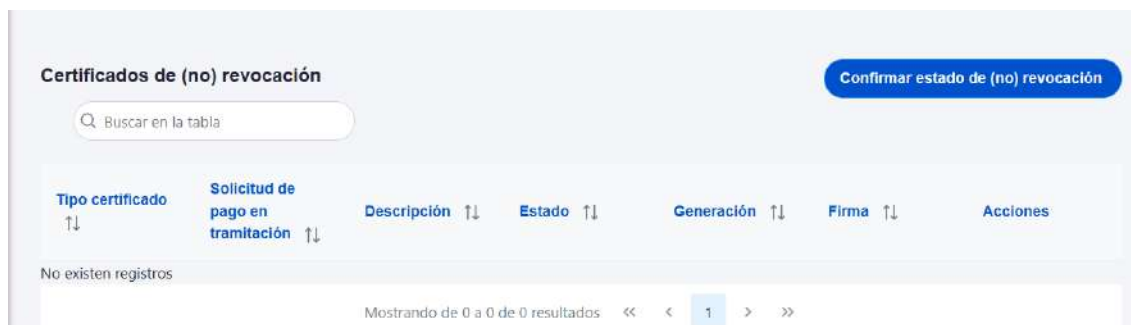 Certificados de (no) revocación
Confirmar estado de (no) revocación
Buscar en la tabla
Tipo certificado
Solicitud de
pago en
tramitación
Descripción
Estado
Generación
Firma
Acciones
No existen registros
Mostrando de 0 a 0 de 0 resultados << < 1 > >>